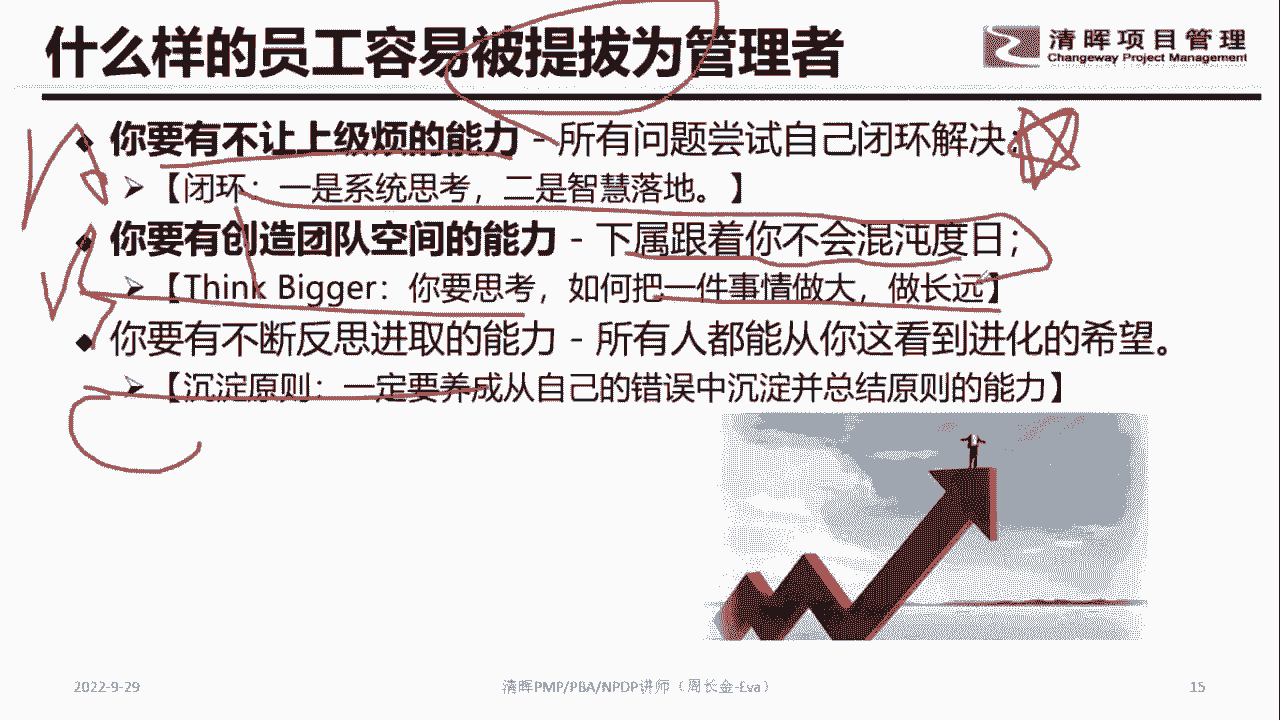 什么样的员工容易被提拔为管理者
清晖项目管理
Changeway Project Management
◆ 你要有不让上级烦的能力 - 所有问题尝试自己闭环解决；
➢ 【闭环：一是系统思考，二是智慧落地。】
◆ 你要有创造团队空间的能力 - 下属跟着你不会混沌度日；
➢ 【Think Bigger：你要思考，如何把一件事情做大，做长远】
◆ 你要有不断反思进取的能力 - 所有人都能从你这看到进化的希望。
➢ 【沉淀原则：一定要养成从自己的错误中沉淀并总结原则的能力】
2022-9-29
清晖PMP/PBA/NPDP讲师（周长金-Eva）
15